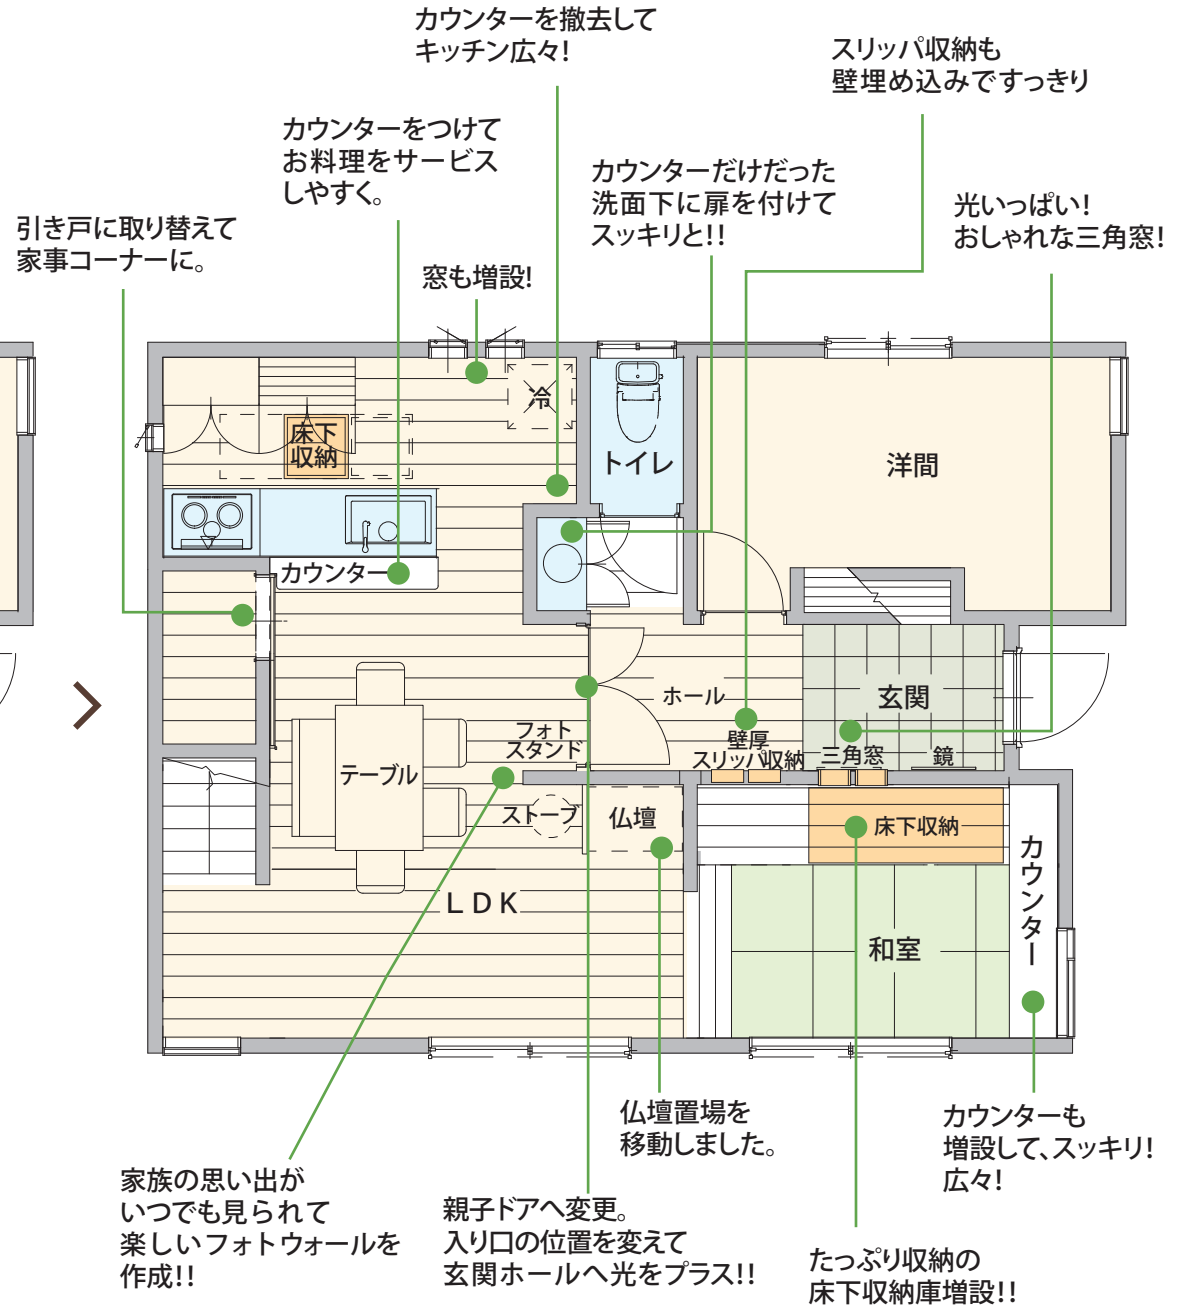 カウンターを撤去して
キッチン広々!
スリッパ収納も
壁埋め込みですっきり
カウンターをつけて
お料理をサービス
しやすく。
カウンターだけだった
洗面下に扉を付けて
スッキリと!!
光いっぱい!
おしゃれな三角窓!
引き戸に取り替えて
家事コーナーに。
窓も増設!
冷
床下
収納
トイレ
洋間
カウンター
ホール
玄関
フォト
スタンド
壁厚
スリッパ収納
三角窓
鏡
テーブル
ストーブ
仏壇
床下収納
カウンター
LDK
和室
仏壇置場を
移動しました。
カウンターも
増設して、スッキリ!
広々!
家族の思い出が
いつでも見られて
楽しいフォトウォールを
作成!!
親子ドアへ変更。
入り口の位置を変えて
玄関ホールへ光をプラス!!
たっぷり収納の
床下収納庫増設!!